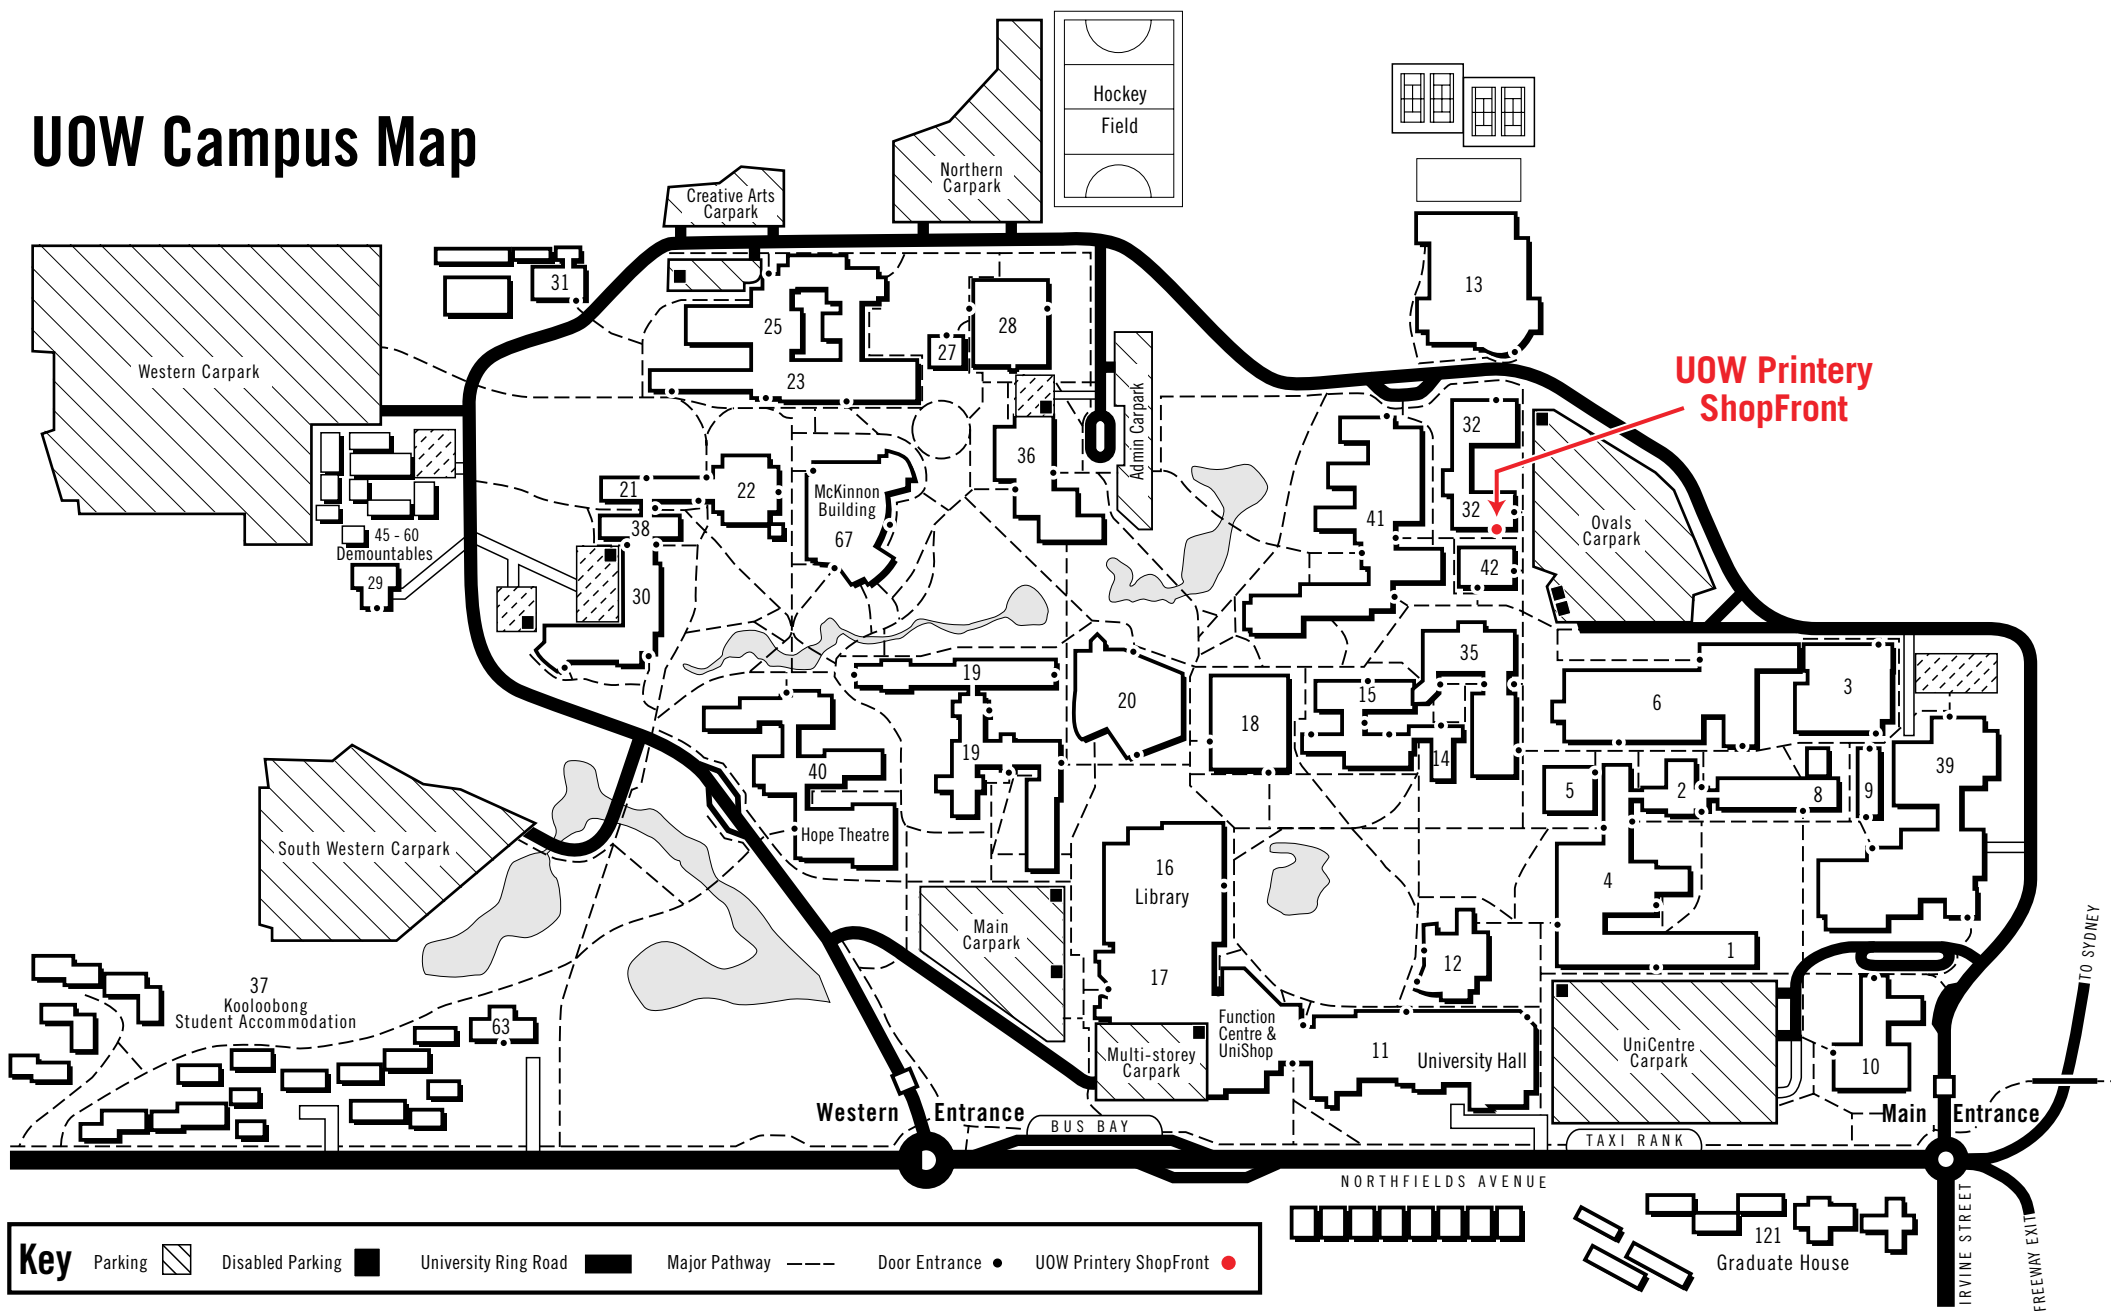 UOW Campus Map
Hockey
Field
Northern
Carpark
Creative Arts
Carpark
31
13
25
28
27
Western Carpark
23
UOW Printery
ShopFront
Admin Carpark
32
36
21
22
McKinnon
Building
67
41
32
Ovals
Carpark
38
45 - 60
Demountables
29
30
42
19
35
20
15
18
6
3
19
14
40
39
5
2
8
9
Hope Theatre
South Western Carpark
16
Library
4
Main
Carpark
12
1
17
37
Kooloobong
Student Accommodation
63
Function
Centre &
UniShop
Multi-storey
Carpark
11
University Hall
UniCentre
Carpark
10
TO SYDNEY
Western Entrance
Main Entrance
BUS BAY
TAXI RANK
NORTHFIELDS AVENUE
IRVINE STREET
FREEWAY EXIT
121
Graduate House
Key
Parking
Disabled Parking
University Ring Road
Major Pathway
Door Entrance
UOW Printery ShopFront